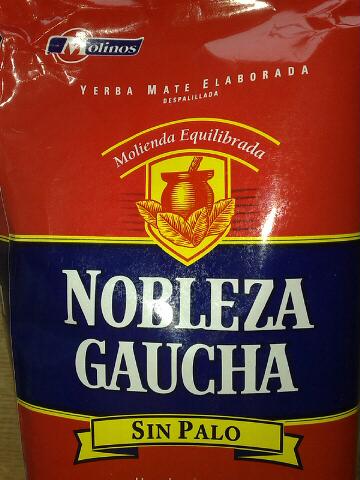 Molinos
YERBA MATE ELABORADA
DESPALILLADA
Molienda Equilibrada
NOBLEZA
GAUCHA
SIN PALO